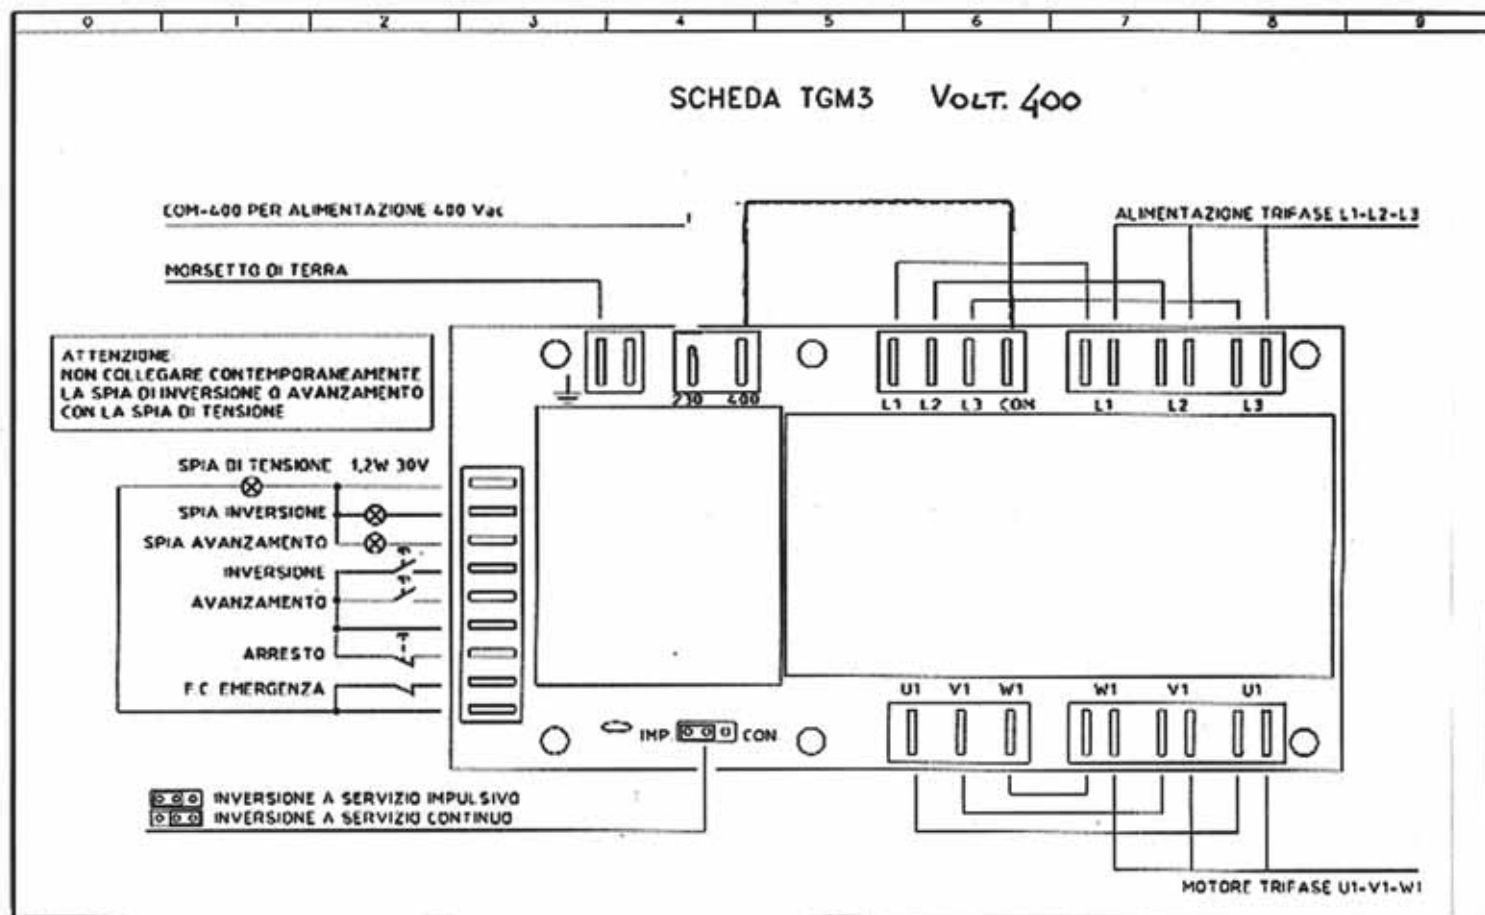 0 1 2 3 4 5 6 7 8 9
SCHEDA TGM3 VOLT. 400
COM-400 PER ALIMENTAZIONE 400 Vac
ALIMENTAZIONE TRIFASE L1-L2-L3
MORSETTO DI TERRA
ATTENZIONE:
NON COLLEGARE CONTEMPORANEAMENTE
LA SPIA DI INVERSIONE O AVANZAMENTO
CON LA SPIA DI TENSIONE
230 400
L1 L2 L3 COM
L1 L2 L3
SPIA DI TENSIONE 1,2W 30V
SPIA INVERSIONE
SPIA AVANZAMENTO
INVERSIONE
AVANZAMENTO
ARRESTO
F.C EMERGENZA
U1 V1 W1
W1 V1 U1
IMP CON
INVERSIONE A SERVIZIO IMPULSIVO
INVERSIONE A SERVIZIO CONTINUO
MOTORE TRIFASE U1-V1-W1